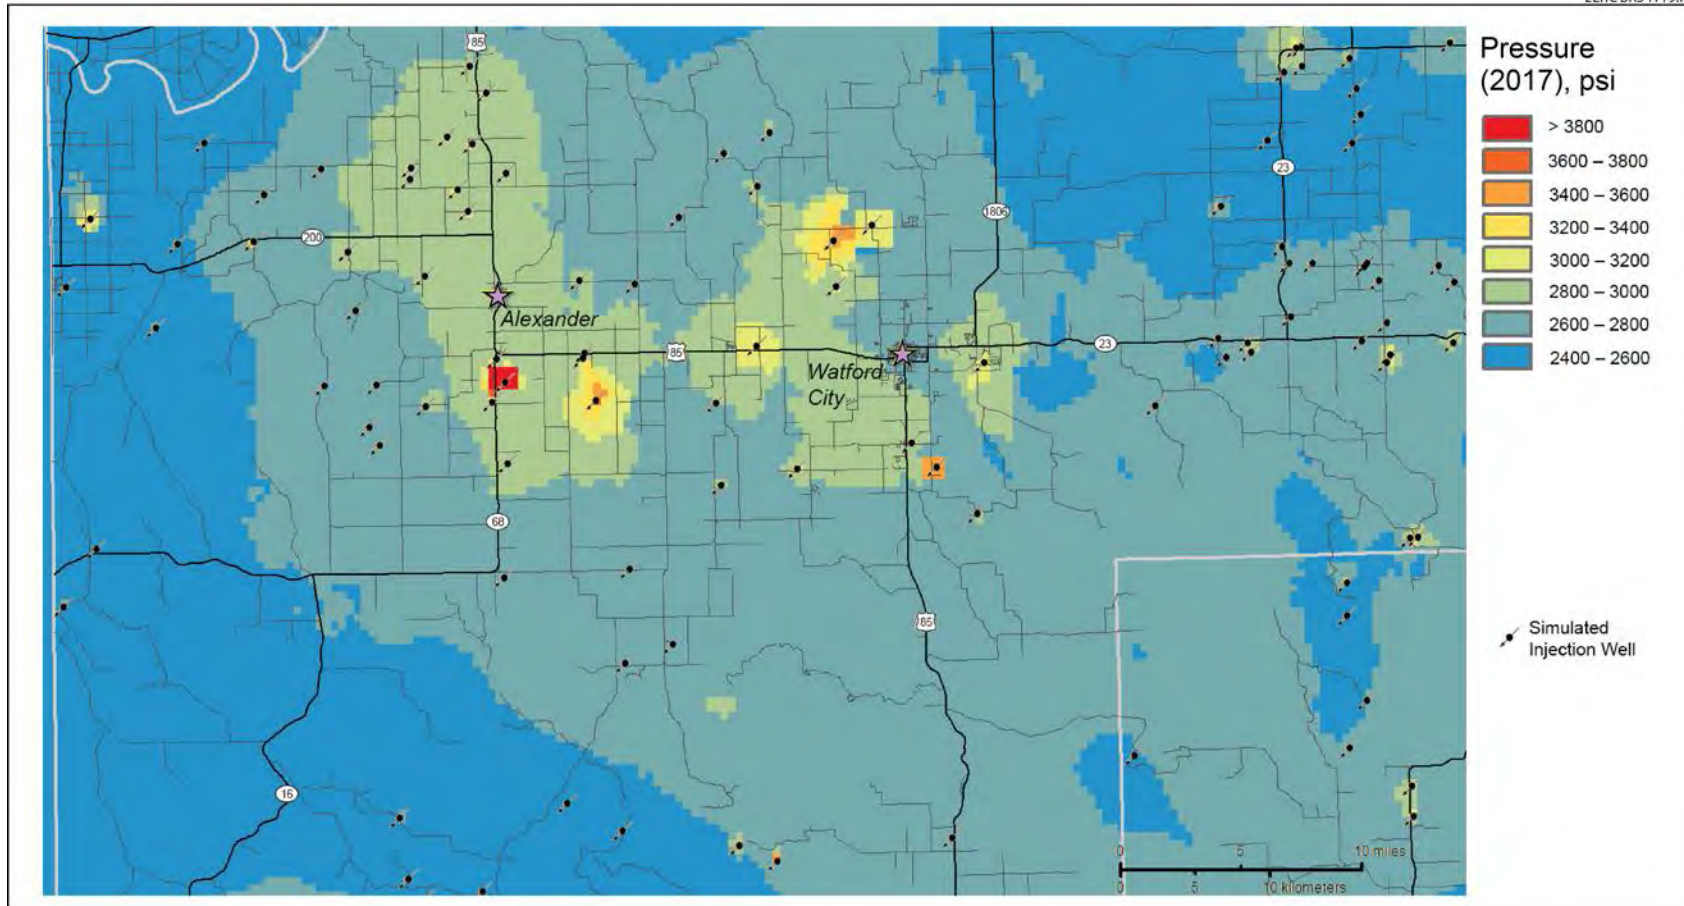 85
Pressure
(2017), psi
> 3800
3600 – 3800
3400 – 3600
3200 – 3400
3000 – 3200
2800 – 3000
2600 – 2800
2400 – 2600
23
1806
200
Alexander
85
23
Watford
City
68
85
Simulated
Injection Well
16
0 5 10 miles
0 5 10 kilometers